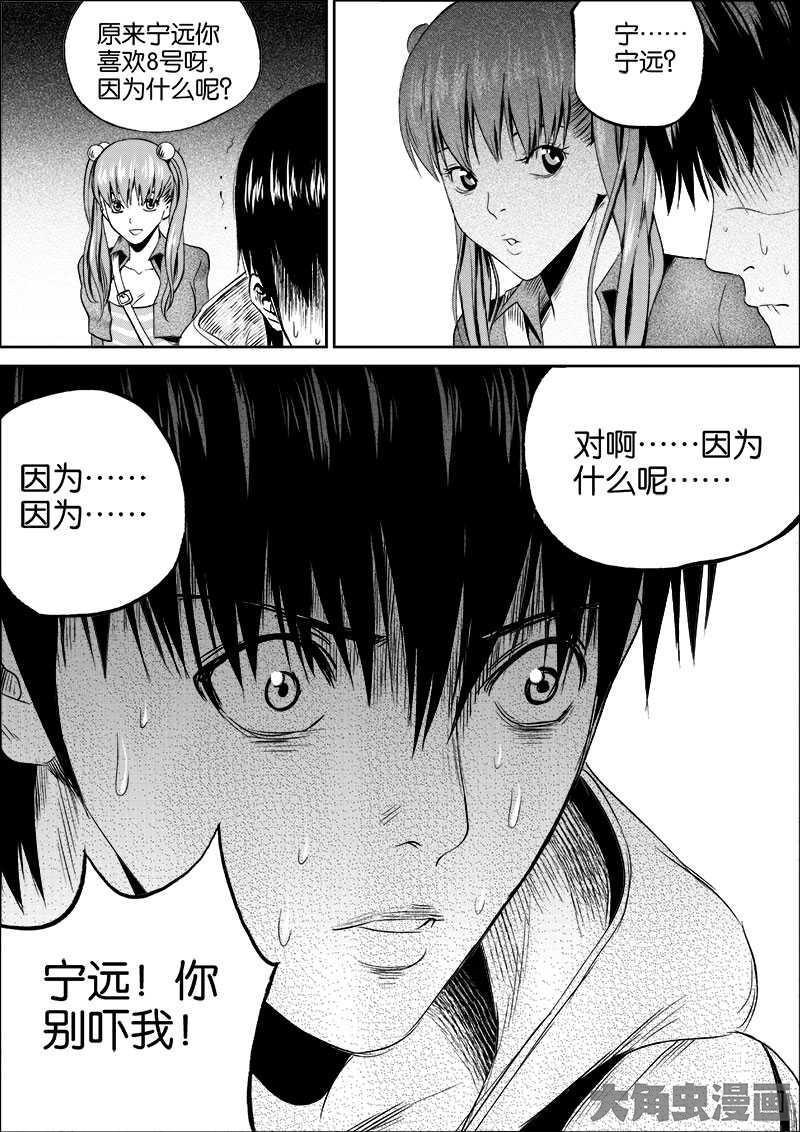 原来宁远你
喜欢8号呀,
因为什么呢?
宁……
宁远?
因为……
因为……
对啊……因为
什么呢……
宁远!你
别吓我!
大角虫漫画